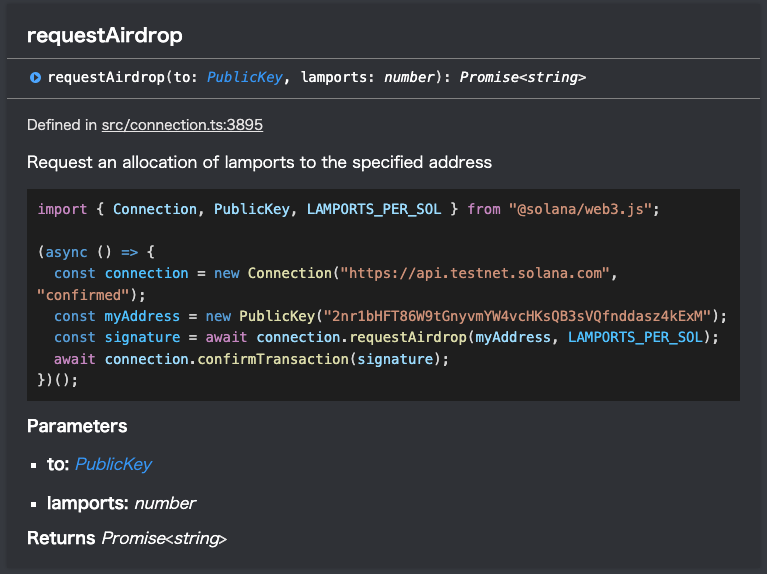 requestAirdrop
requestAirdrop(to: PublicKey, lamports: number): Promise<string>
Defined in src/connection.ts:3895
Request an allocation of lamports to the specified address
import { Connection, PublicKey, LAMPORTS_PER_SOL } from "@solana/web3.js";
(async () => {
  const connection = new Connection("https://api.testnet.solana.com",
"confirmed");
  const myAddress = new PublicKey("2nr1bHFT86W9tGnyvmYW4vcHKsQB3sVQfnddasz4kExM");
  const signature = await connection.requestAirdrop(myAddress, LAMPORTS_PER_SOL);
  await connection.confirmTransaction(signature);
})();
Parameters
▪ to: PublicKey
▪ lamports: number
Returns Promise<string>